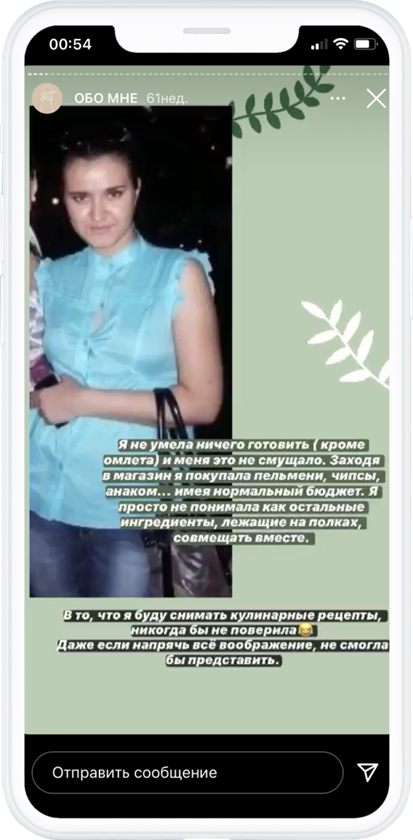 00:54
ОБО МНЕ 61нед.
Я не умела ничего готовить ( кроме
омлета) и меня это не смущало. Заходя
в магазин я покупала пельмени, чипсы,
анаком... имея нормальный бюджет. Я
просто не понимала как остальные
ингредиенты, лежащие на полках,
совмещать вместе.
В то, что я буду снимать кулинарные рецепты,
никогда бы не поверила 😂
Даже если напрячь всё воображение, не смогла
бы представить.
Отправить сообщение